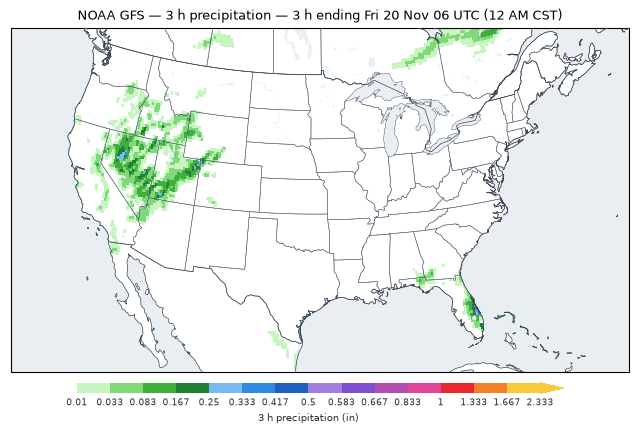 NOAA GFS — 3 h precipitation — 3 h ending Fri 20 Nov 06 UTC (12 AM CST)
0.01 0.033 0.083 0.167 0.25 0.333 0.417 0.5 0.583 0.667 0.833 1 1.333 1.667 2.333
3 h precipitation (in)